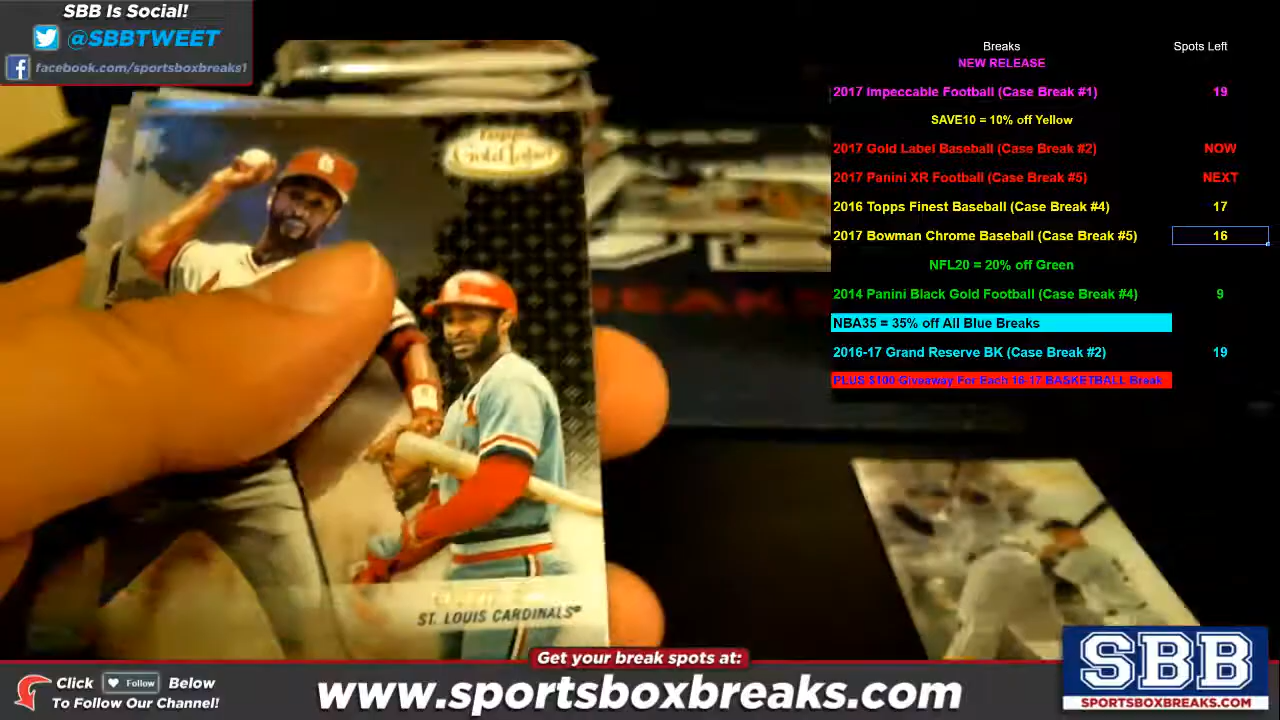 SBB Is Social!
@SBBTWEET
facebook.com/sportsboxbreaks1
Topps
Gold Label
ST. LOUIS CARDINALS®
Breaks Spots Left
NEW RELEASE
2017 Impeccable Football (Case Break #1) 19
SAVE10 = 10% off Yellow
2017 Gold Label Baseball (Case Break #2) NOW
2017 Panini XR Football (Case Break #5) NEXT
2016 Topps Finest Baseball (Case Break #4) 17
2017 Bowman Chrome Baseball (Case Break #5) 16
NFL20 = 20% off Green
2014 Panini Black Gold Football (Case Break #4) 9
NBA35 = 35% off All Blue Breaks
2016-17 Grand Reserve BK (Case Break #2) 19
PLUS $100 Giveaway For Each 16-17 BASKETBALL Break
Get your break spots at:
Click Follow Below
To Follow Our Channel!
www.sportsboxbreaks.com
SBB
SPORTSBOXBREAKS.COM